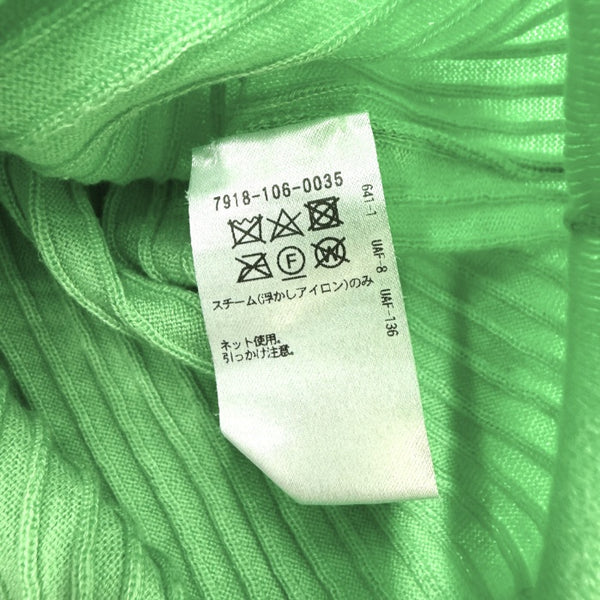 7918-106-0035
F
W
スチーム(浮かしアイロン)のみ
ネット使用。
引っかけ注意。
641-1 UAF-8 UAF-136